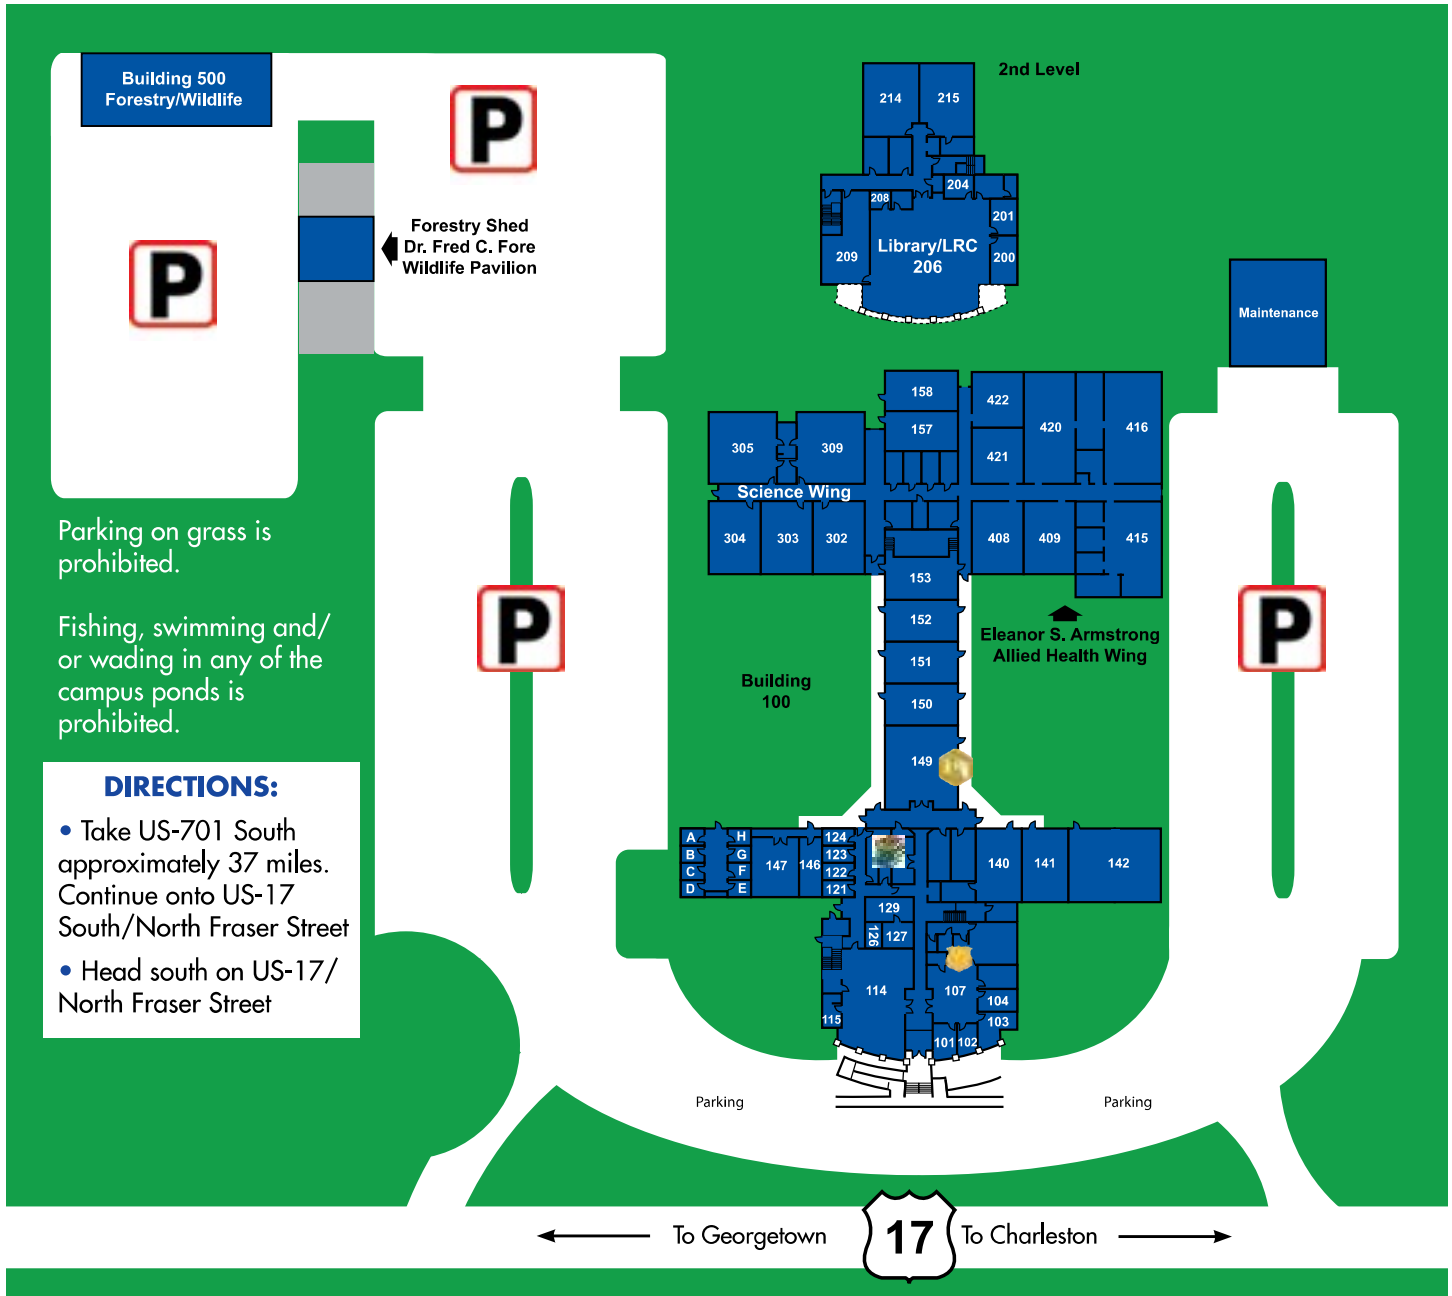 Building 500
Forestry/Wildlife
P
P
Forestry Shed
Dr. Fred C. Fore
Wildlife Pavilion
2nd Level
214
215
204
208
201
209
Library/LRC
206
200
Maintenance
158
157
422
421
420
416
305
309
Science Wing
304
303
302
408
409
415
153
152
151
150
149
Eleanor S. Armstrong
Allied Health Wing
Building
100
P
P
Parking on grass is
prohibited.
Fishing, swimming and/
or wading in any of the
campus ponds is
prohibited.
DIRECTIONS:
• Take US-701 South
approximately 37 miles.
Continue onto US-17
South/North Fraser Street
• Head south on US-17/
North Fraser Street
A
B
C
D
H
G
F
E
147
146
124
123
122
121
140
141
142
129
126
127
114
115
107
104
103
101
102
Parking
Parking
To Georgetown
17
To Charleston